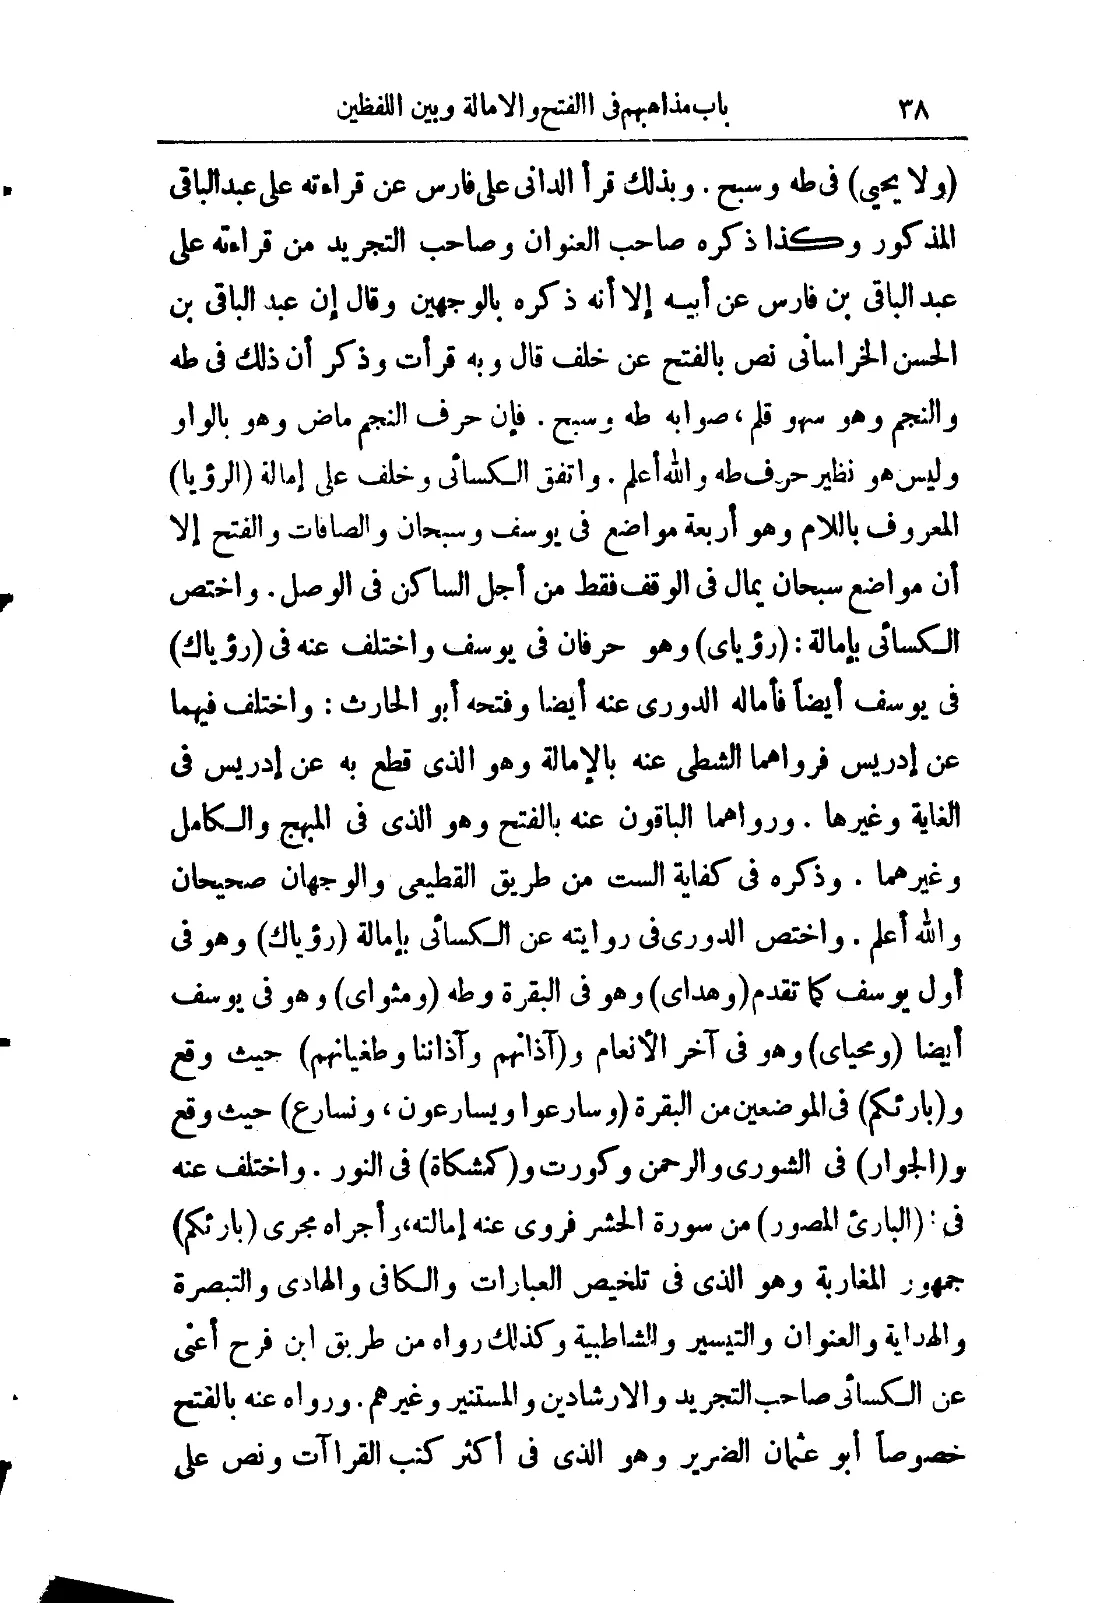 ٣٨ باب مذاهبهم فى االفتح والامالة وبين اللفظين
(ولا يحيي) فى طه وسبح . وبذلك قرأ الدانى على فارس عن قراءته على عبد الباقى
المذكور وكذا ذكره صاحب العنوان وصاحب التجريد من قراءته على
عبد الباقى بن فارس عن أبيه إلا أنه ذكره بالوجهين وقال إن عبد الباقى بن
الحسن الخراسانى نص بالفتح عن خلف قال وبه قرأت وذكر أن ذلك فى طه
والنجم وهو سهو قلم ، صوابه طه وسبح . فإن حرف النجم ماض وهو بالواو
وليس هو نظير حرف طه والله أعلم . واتفق الكسائى وخلف على إمالة (الرؤيا)
المعروف باللام وهو أربعة مواضع فى يوسف وسبحان والصافات والفتح إلا
أن مواضع سبحان يمال فى الوقف فقط من أجل الساكن فى الوصل . واختص
الكسائى بإمالة : (رؤياى) وهو حرفان فى يوسف واختلف عنه فى (رؤياك)
فى يوسف أيضاً فأماله الدورى عنه أيضا وفتحه أبو الحارث : واختلف فيهما
عن إدريس فرواهما الشطى عنه بالإمالة وهو الذى قطع به عن إدريس فى
الغاية وغيرها . ورواهما الباقون عنه بالفتح وهو الذى فى المبهج والكامل
وغيرهما . وذكره فى كفاية الست من طريق القطيعى والوجهان صحيحان
والله أعلم . واختص الدورى فى روايته عن الكسائى بإمالة (رؤياك) وهو فى
أول يوسف كما تقدم (وهداى) وهو فى البقرة وطه (ومثواى) وهو فى يوسف
أيضا (ومحياى) وهو فى آخر الأنعام و(آذانهم وآذاننا وطغيانهم) حيث وقع
و(بارئكم) فى الموضعين من البقرة (وسارعوا ويسارعون ، ونسارع) حيث وقع
و(الجوار) فى الشورى والرحمن وكورت و(كمشكاة) فى النور . واختلف عنه
فى : (البارئ المصور) من سورة الحشر فروى عنه إمالته، وأجراه مجرى (بارئكم)
جمهور المغاربة وهو الذى فى تلخيص العبارات والكافى والهادى والتبصرة
والهداية والعنوان والتيسير والشاطبية وكذلك رواه من طريق ابن فرح أعنى
عن الكسائى صاحب التجريد والارشادين والمستنير وغيرهم . ورواه عنه بالفتح
خصوصاً أبو عثمان الضرير وهو الذى فى أكثر كتب القراآت ونص على